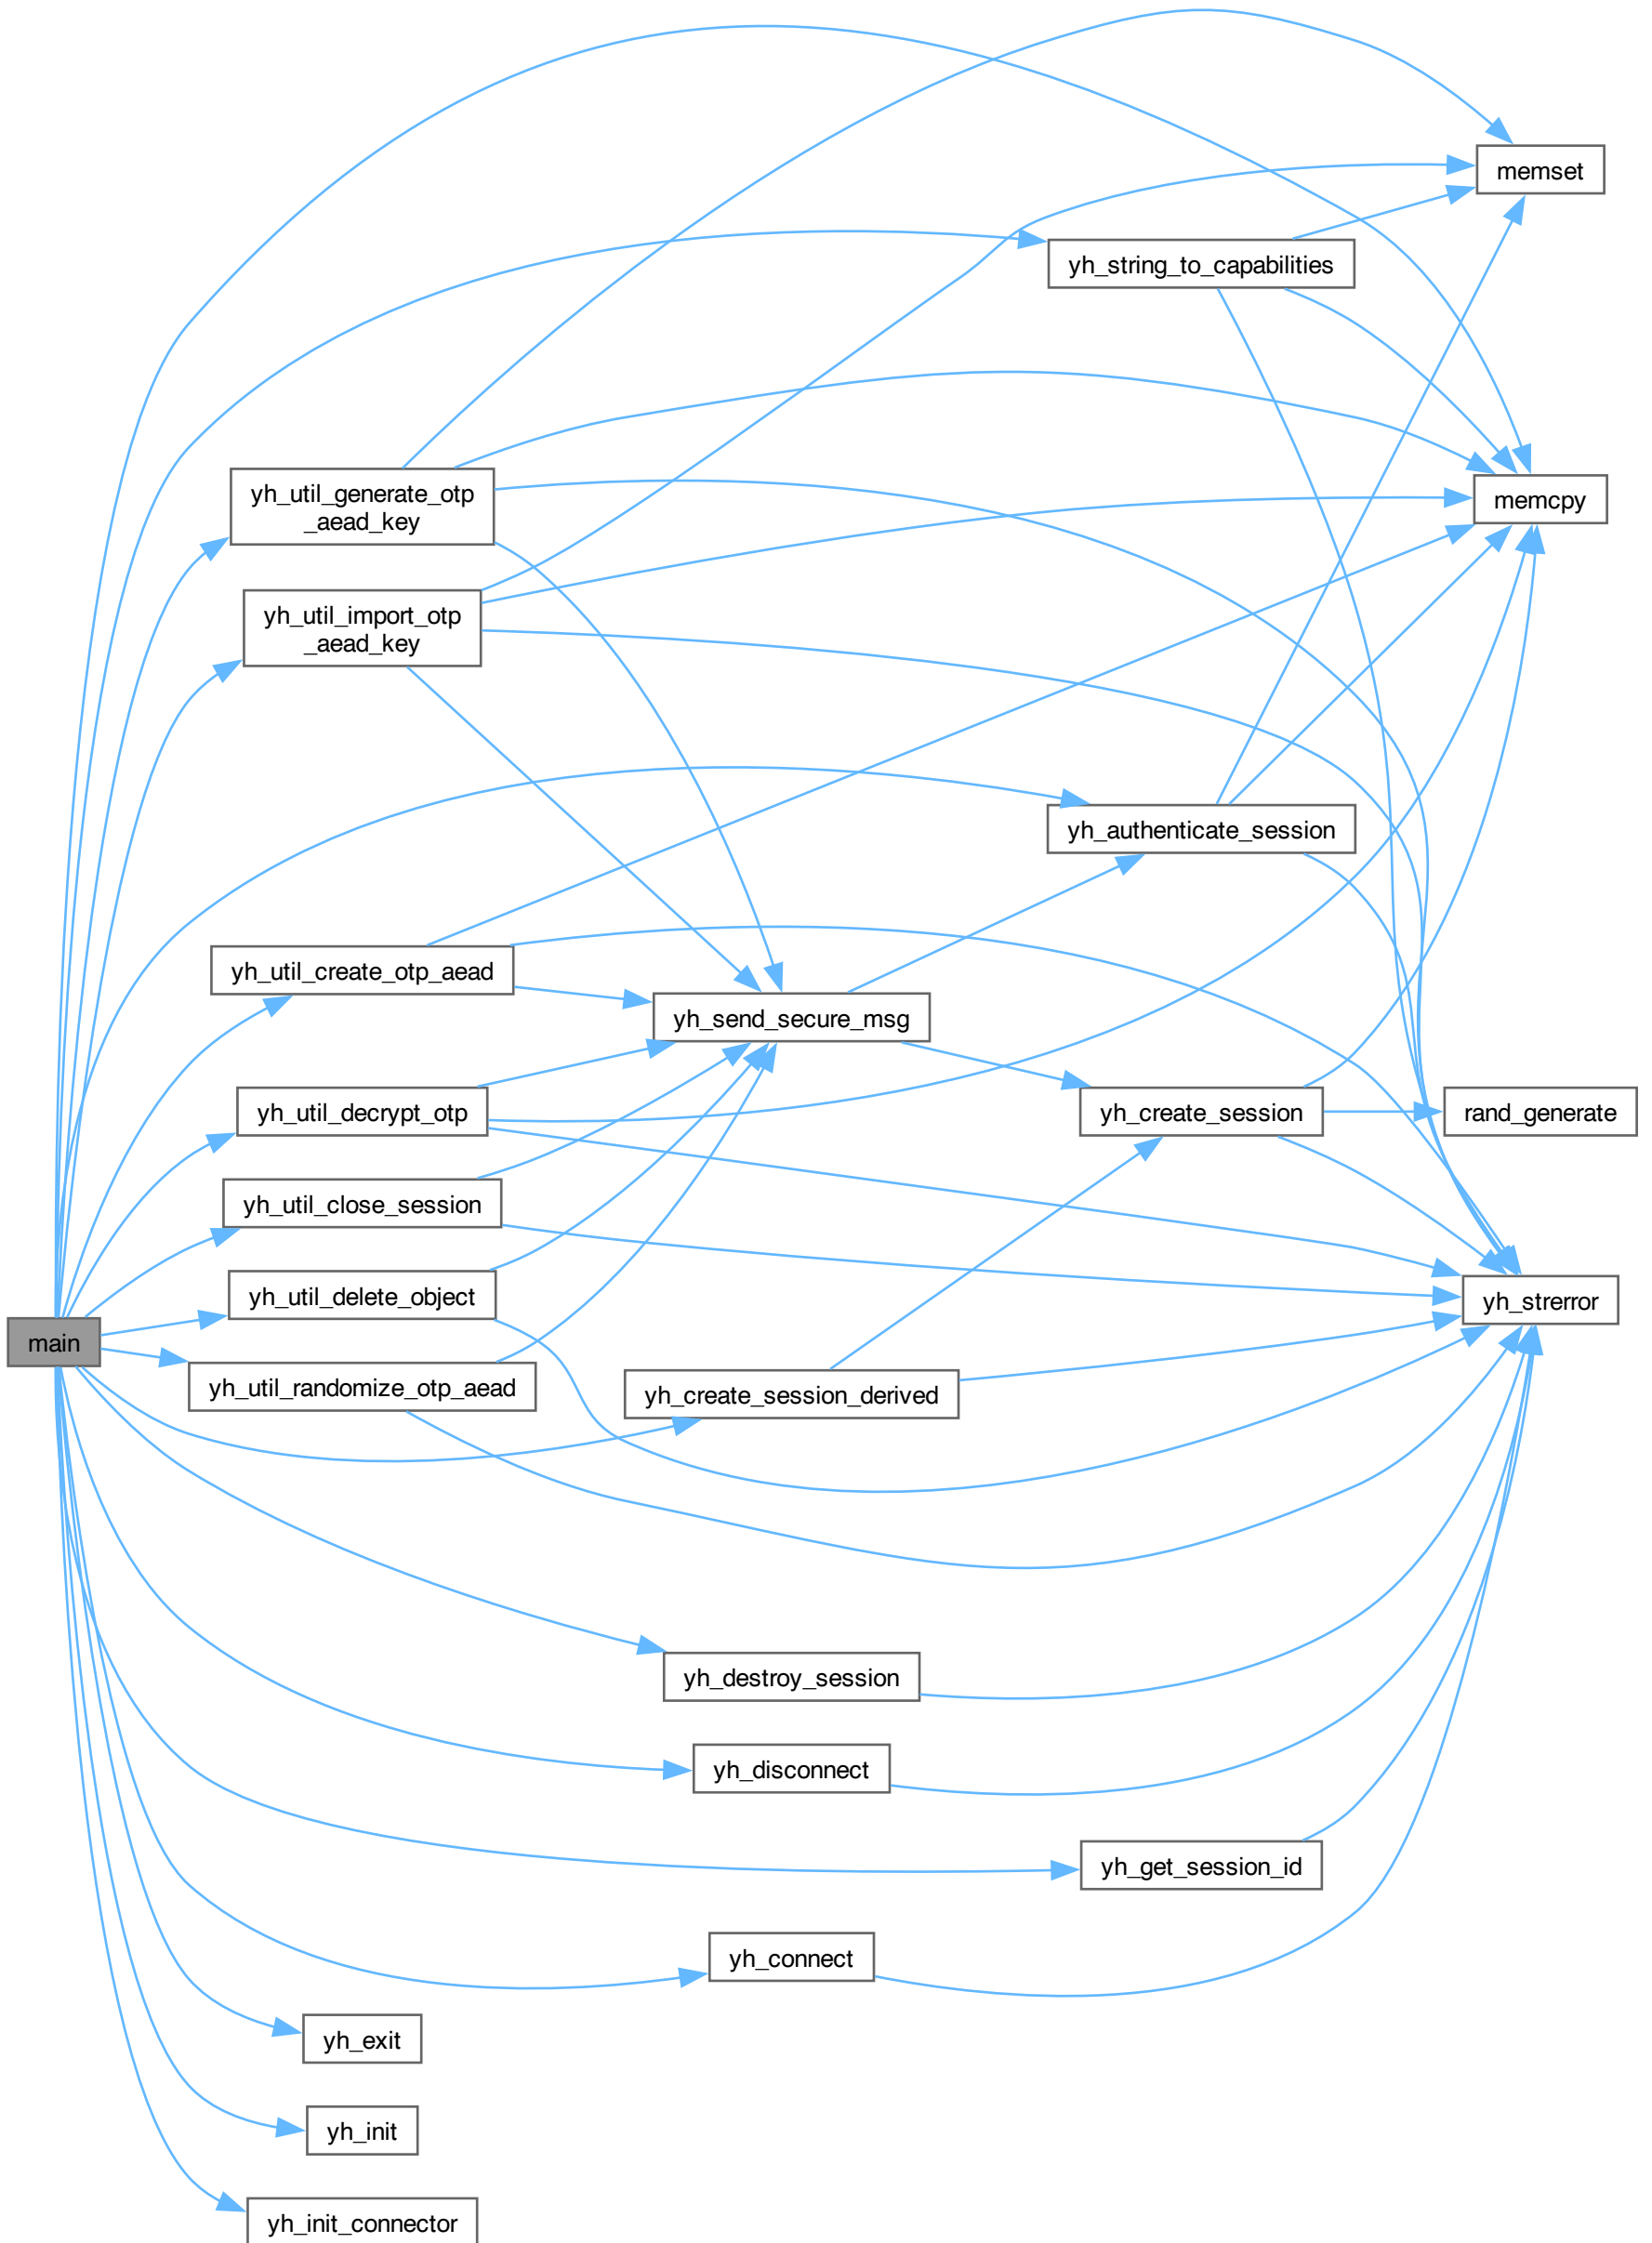 memset
yh_string_to_capabilities
yh_util_generate_otp
_aead_key
memcpy
yh_util_import_otp
_aead_key
yh_authenticate_session
yh_util_create_otp_aead
yh_send_secure_msg
yh_util_decrypt_otp
yh_create_session
rand_generate
yh_util_close_session
yh_util_delete_object
yh_strerror
main
yh_util_randomize_otp_aead
yh_create_session_derived
yh_destroy_session
yh_disconnect
yh_get_session_id
yh_connect
yh_exit
yh_init
yh_init_connector